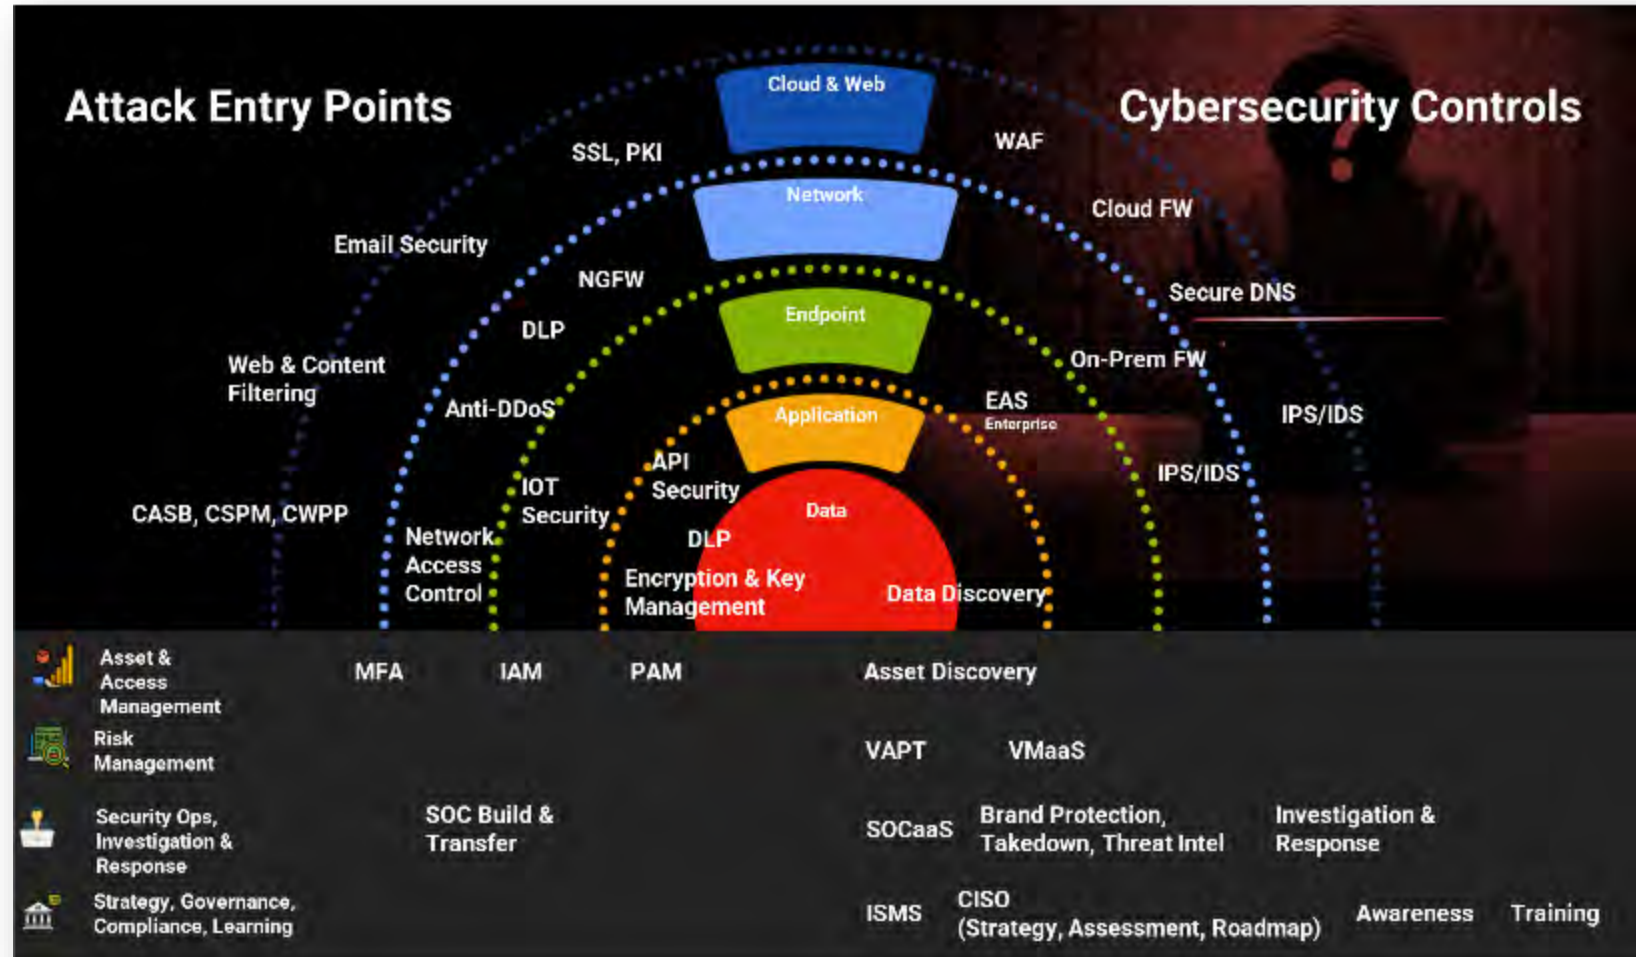 Attack Entry Points
Cybersecurity Controls
Cloud & Web
SSL, PKI
WAF
Network
Cloud FW
Email Security
NGFW
Secure DNS
Endpoint
DLP
Web & Content
Filtering
On-Prem FW
Anti-DDoS
Application
EAS
Enterprise
IPS/IDS
API
Security
IPS/IDS
IOT
Security
CASB, CSPM, CWPP
Data
Network
Access
Control
DLP
Encryption & Key
Management
Data Discovery
Asset &
Access
Management
MFA
IAM
PAM
Asset Discovery
Risk
Management
VAPT
VMaaS
Security Ops,
Investigation &
Response
SOC Build &
Transfer
SOCaaS
Brand Protection,
Takedown, Threat Intel
Investigation &
Response
Strategy, Governance,
Compliance, Learning
ISMS
CISO
(Strategy, Assessment, Roadmap)
Awareness
Training